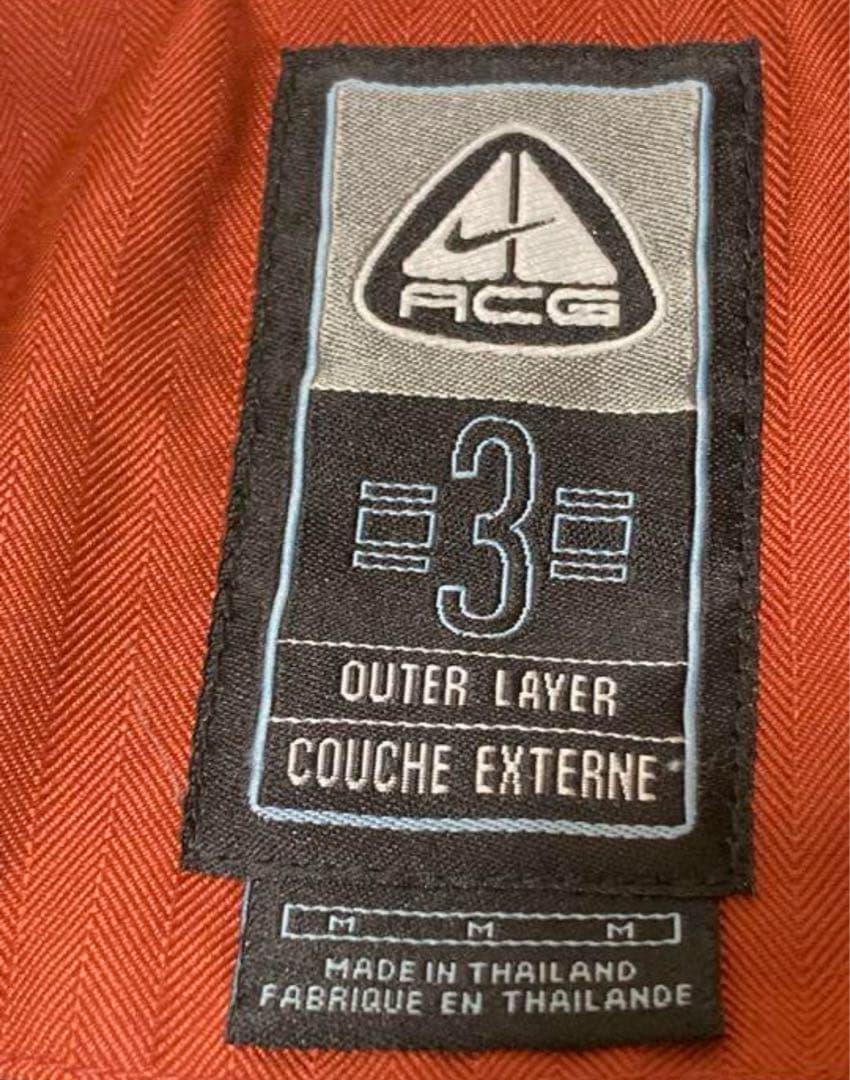 ACG
3
OUTER LAYER
COUCHE EXTERNE
M M M
MADE IN THAILAND
FABRIQUE EN THAILANDE